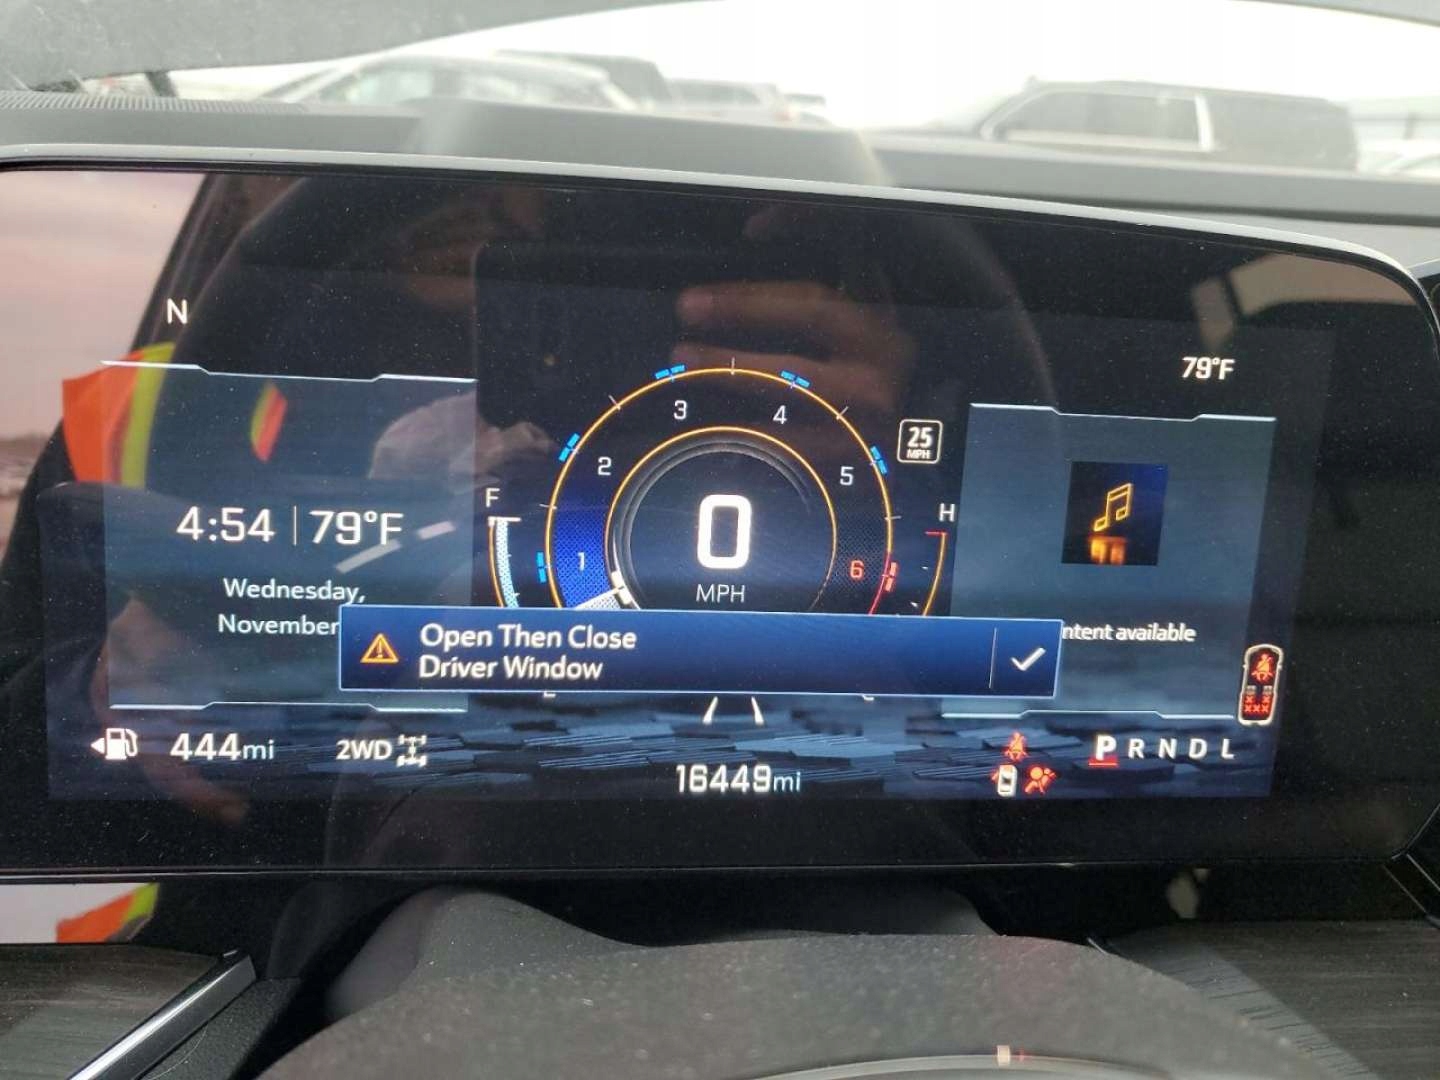 N
79°F
3
4
25
MPH
2
5
F
H
4:54 79°F
0
1
6
MPH
Wednesday,
November
Open Then Close
Driver Window
ntent available
444mi
2WD
PRNDL
16449mi